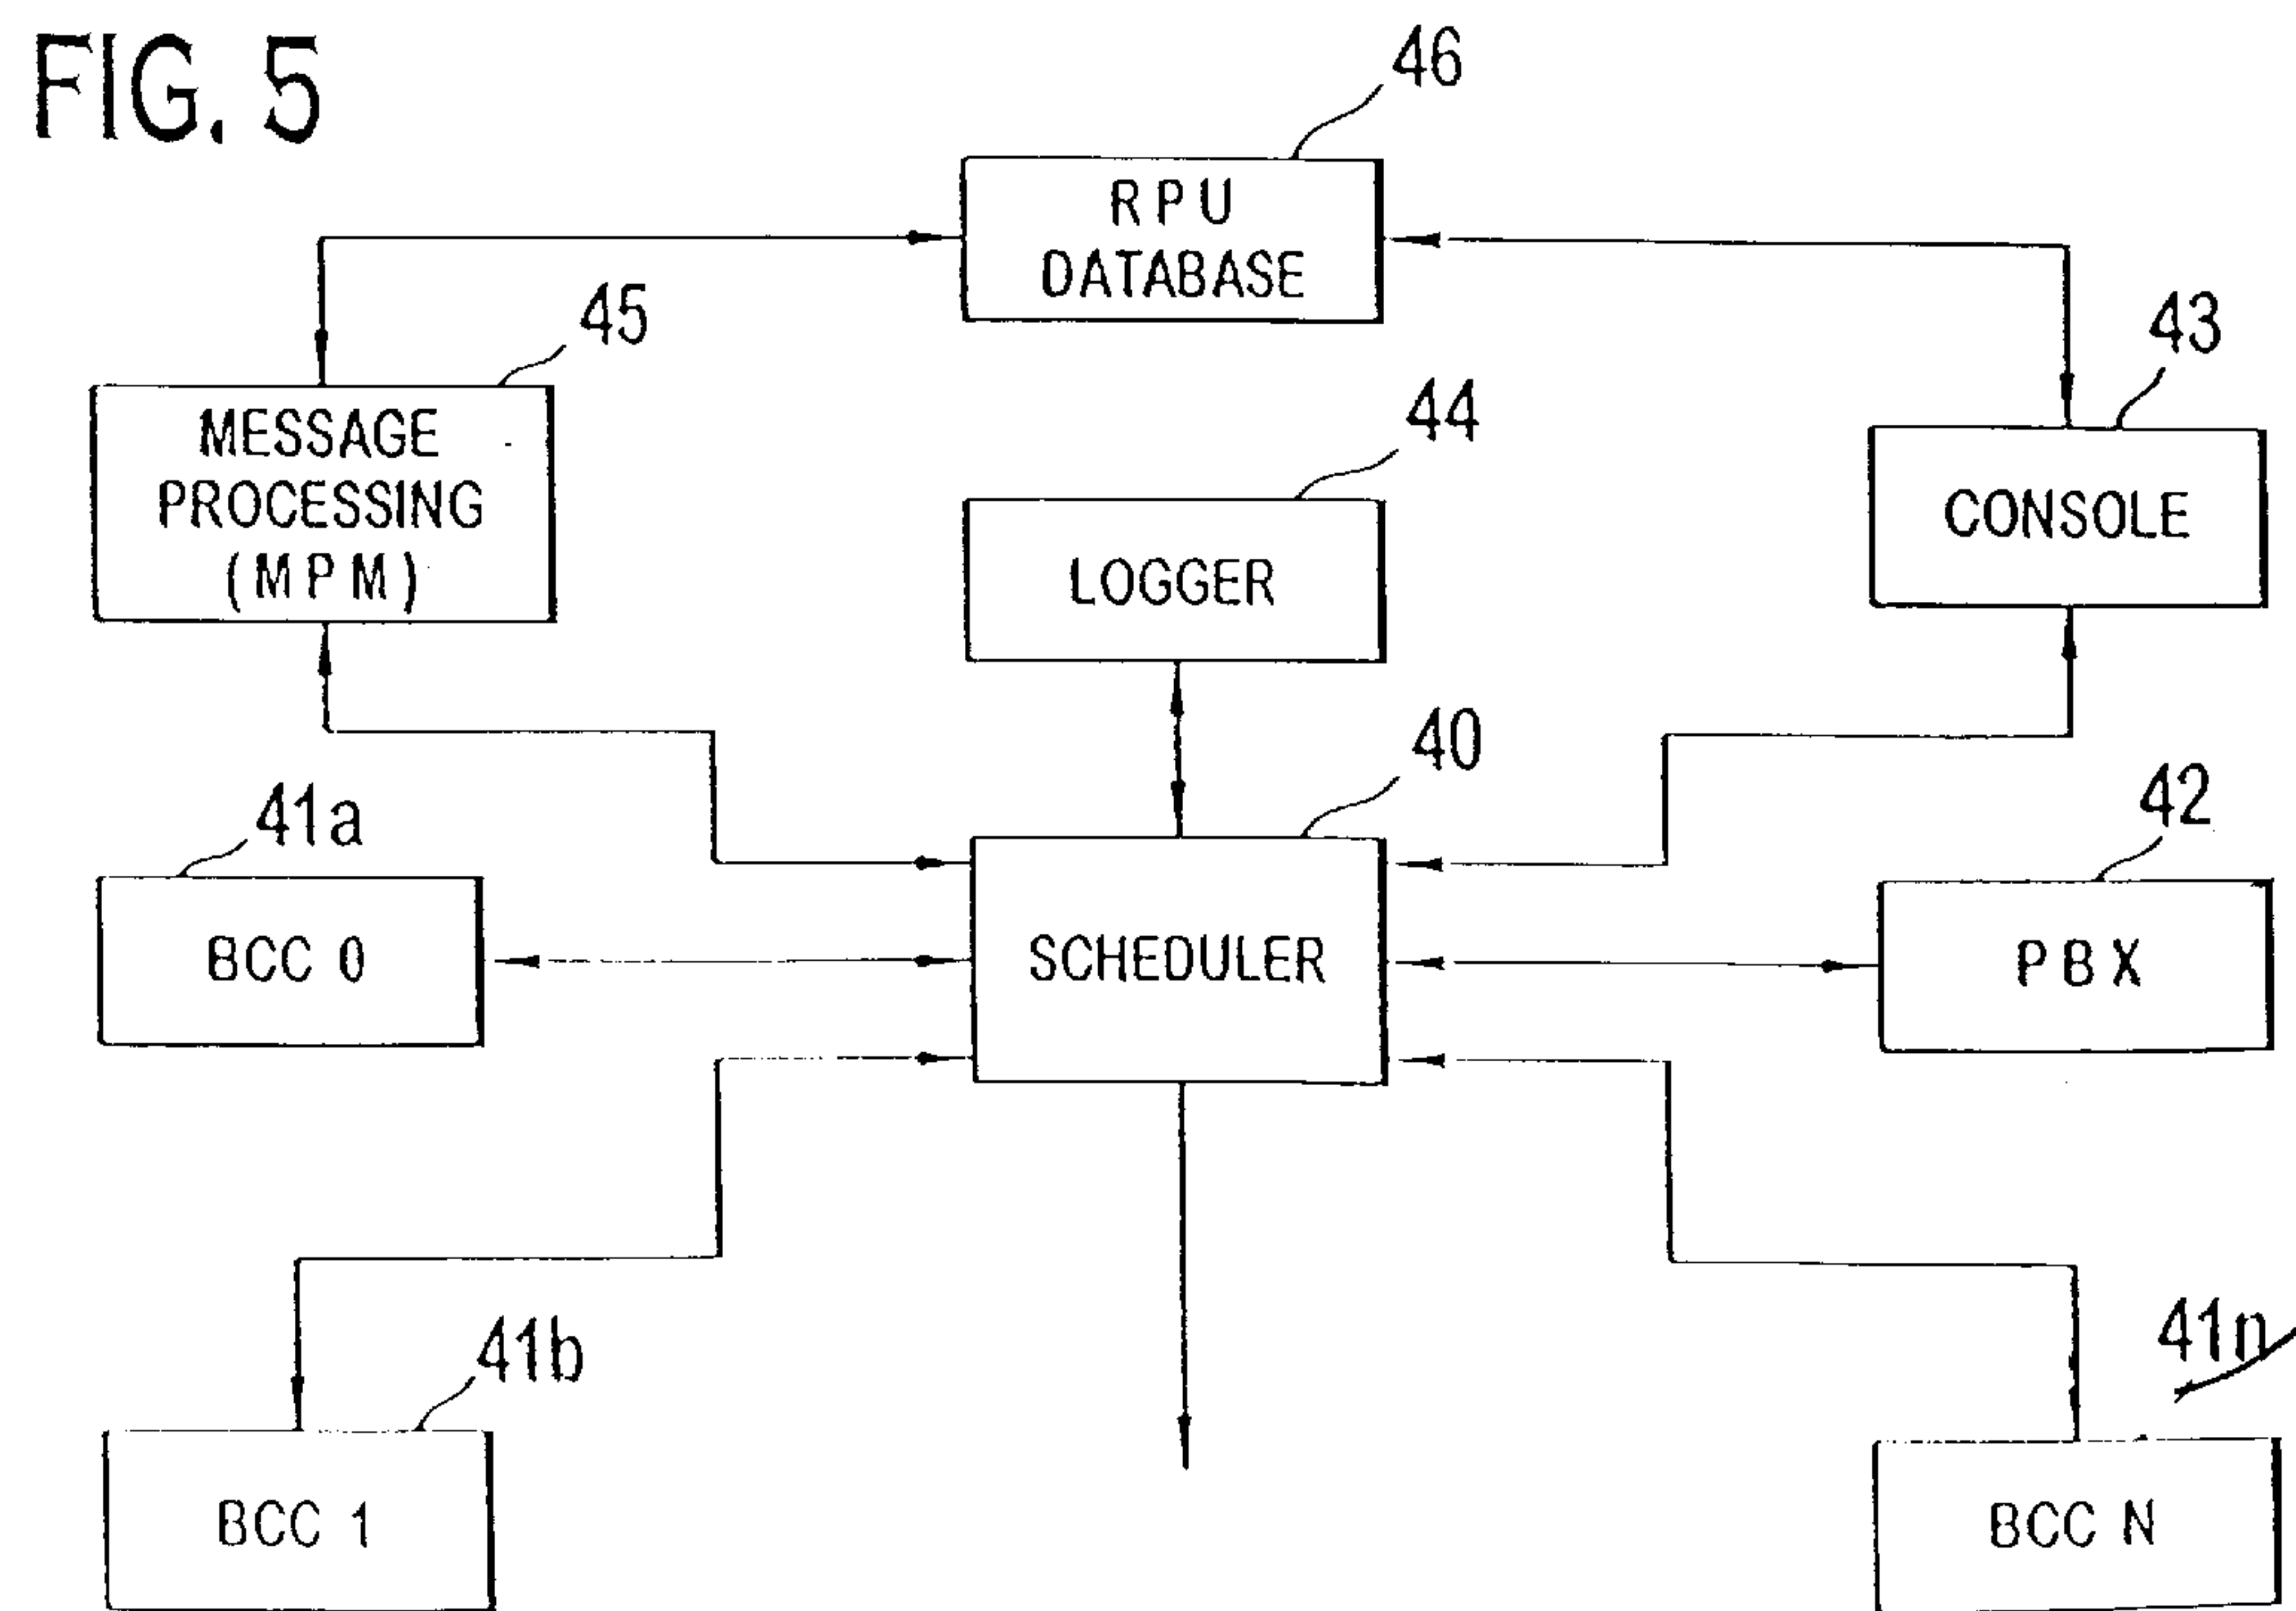 FIG. 5
46
RPU
DATABASE
45
43
MESSAGE
PROCESSING
(MPM)
44
CONSOLE
LOGGER
40
41a
42
BCC 0
SCHEDULER
PBX
41b
41n
BCC 1
BCC N